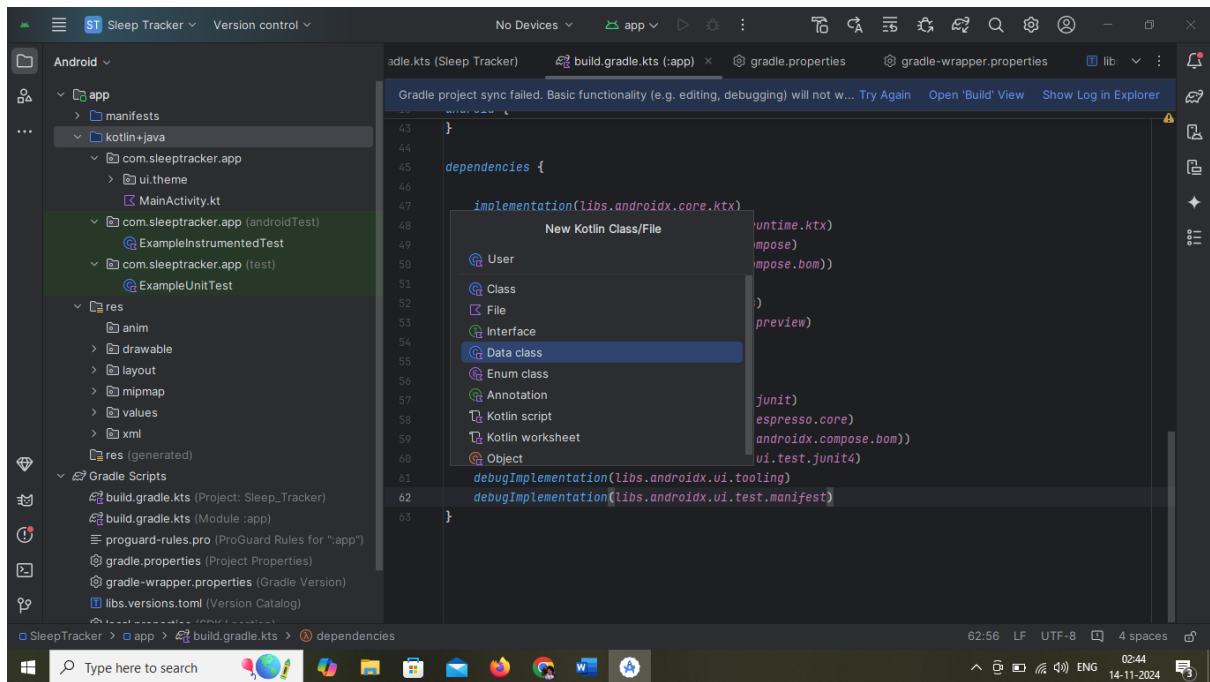 ST Sleep Tracker Version control No Devices app
Android
adle.kts (Sleep Tracker) build.gradle.kts (:app) gradle.properties gradle-wrapper.properties lib
Gradle project sync failed. Basic functionality (e.g. editing, debugging) will not w... Try Again Open 'Build' View Show Log in Explorer
app
manifests
kotlin+java
com.sleeptracker.app
ui.theme
MainActivity.kt
com.sleeptracker.app (androidTest)
ExampleInstrumentedTest
com.sleeptracker.app (test)
ExampleUnitTest
res
anim
drawable
layout
mipmap
values
xml
res (generated)
Gradle Scripts
build.gradle.kts (Project: Sleep_Tracker)
build.gradle.kts (Module :app)
proguard-rules.pro (ProGuard Rules for ":app")
gradle.properties (Project Properties)
gradle-wrapper.properties (Gradle Version)
libs.versions.toml (Version Catalog)
43 }
44
45 dependencies {
46
47 implementation(libs.androidx.core.ktx)
48 untime.ktx)
49 mpose)
50 mpose.bom))
51
52 )
53 preview)
54
55
56
57 junit)
58 espresso.core)
59 androidx.compose.bom))
60 ui.test.junit4)
61 debugImplementation(libs.androidx.ui.tooling)
62 debugImplementation(libs.androidx.ui.test.manifest)
63 }
New Kotlin Class/File
User
Class
File
Interface
Data class
Enum class
Annotation
Kotlin script
Kotlin worksheet
Object
SleepTracker > app > build.gradle.kts > dependencies 62:56 LF UTF-8 4 spaces
Type here to search ENG 02:44
14-11-2024 3